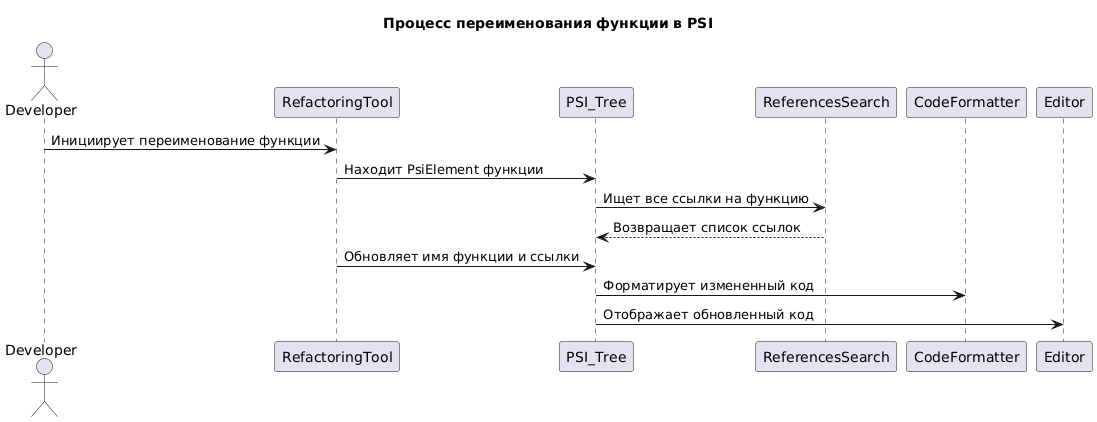 Процесс переименования функции в PSI
Developer
RefactoringTool
PSI_Tree
ReferencesSearch
CodeFormatter
Editor
Инициирует переименование функции
Находит PsiElement функции
Ищет все ссылки на функцию
Возвращает список ссылок
Обновляет имя функции и ссылки
Форматирует измененный код
Отображает обновленный код
Developer
RefactoringTool
PSI_Tree
ReferencesSearch
CodeFormatter
Editor